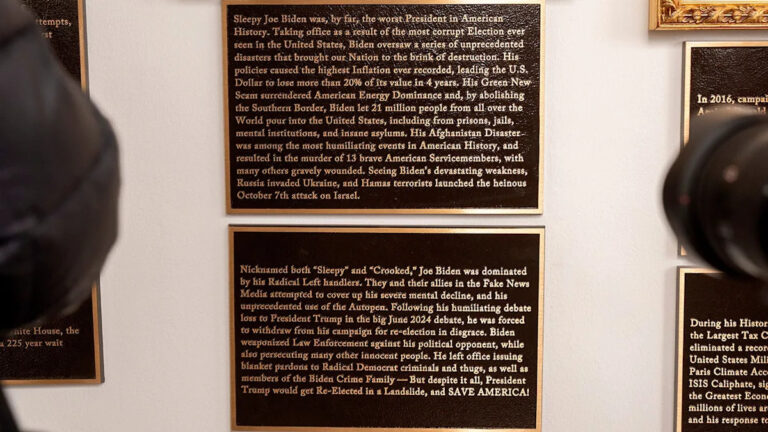 ttempts,
rst
House, the
a 225 year wait
Sleepy Joe Biden was, by far, the worst President in American
History. Taking office as a result of the most corrupt Election ever
seen in the United States, Biden oversaw a series of unprecedented
disasters that brought our Nation to the brink of destruction. His
policies caused the highest Inflation ever recorded, leading the U.S.
Dollar to lose more than 20% of its value in 4 years. His Green New
Scam surrendered American Energy Dominance and, by abolishing
the Southern Border, Biden let 21 million people from all over the
World pour into the United States, including from prisons, jails,
mental institutions, and insane asylums. His Afghanistan Disaster
was among the most humiliating events in American History, and
resulted in the murder of 13 brave American Servicemembers, with
many others gravely wounded. Seeing Biden's devastating weakness,
Russia invaded Ukraine, and Hamas terrorists launched the heinous
October 7th attack on Israel.
Nicknamed both “Sleepy” and “Crooked,” Joe Biden was dominated
by his Radical Left handlers. They and their allies in the Fake News
Media attempted to cover up his severe mental decline, and his
unprecedented use of the Autopen. Following his humiliating debate
loss to President Trump in the big June 2024 debate, he was forced
to withdraw from his campaign for re-election in disgrace. Biden
weaponized Law Enforcement against his political opponent, while
also persecuting many other innocent people. He left office issuing
blanket pardons to Radical Democrat criminals and thugs, as well as
members of the Biden Crime Family — But despite it all, President
Trump would get Re-Elected in a Landslide, and SAVE AMERICA!
In 2016, campai
During his Histor
the Largest Tax C
eliminated a record
United States Mili
Paris Climate Acco
ISIS Caliphate, sig
the Greatest Econo
millions of lives ar
and his response to